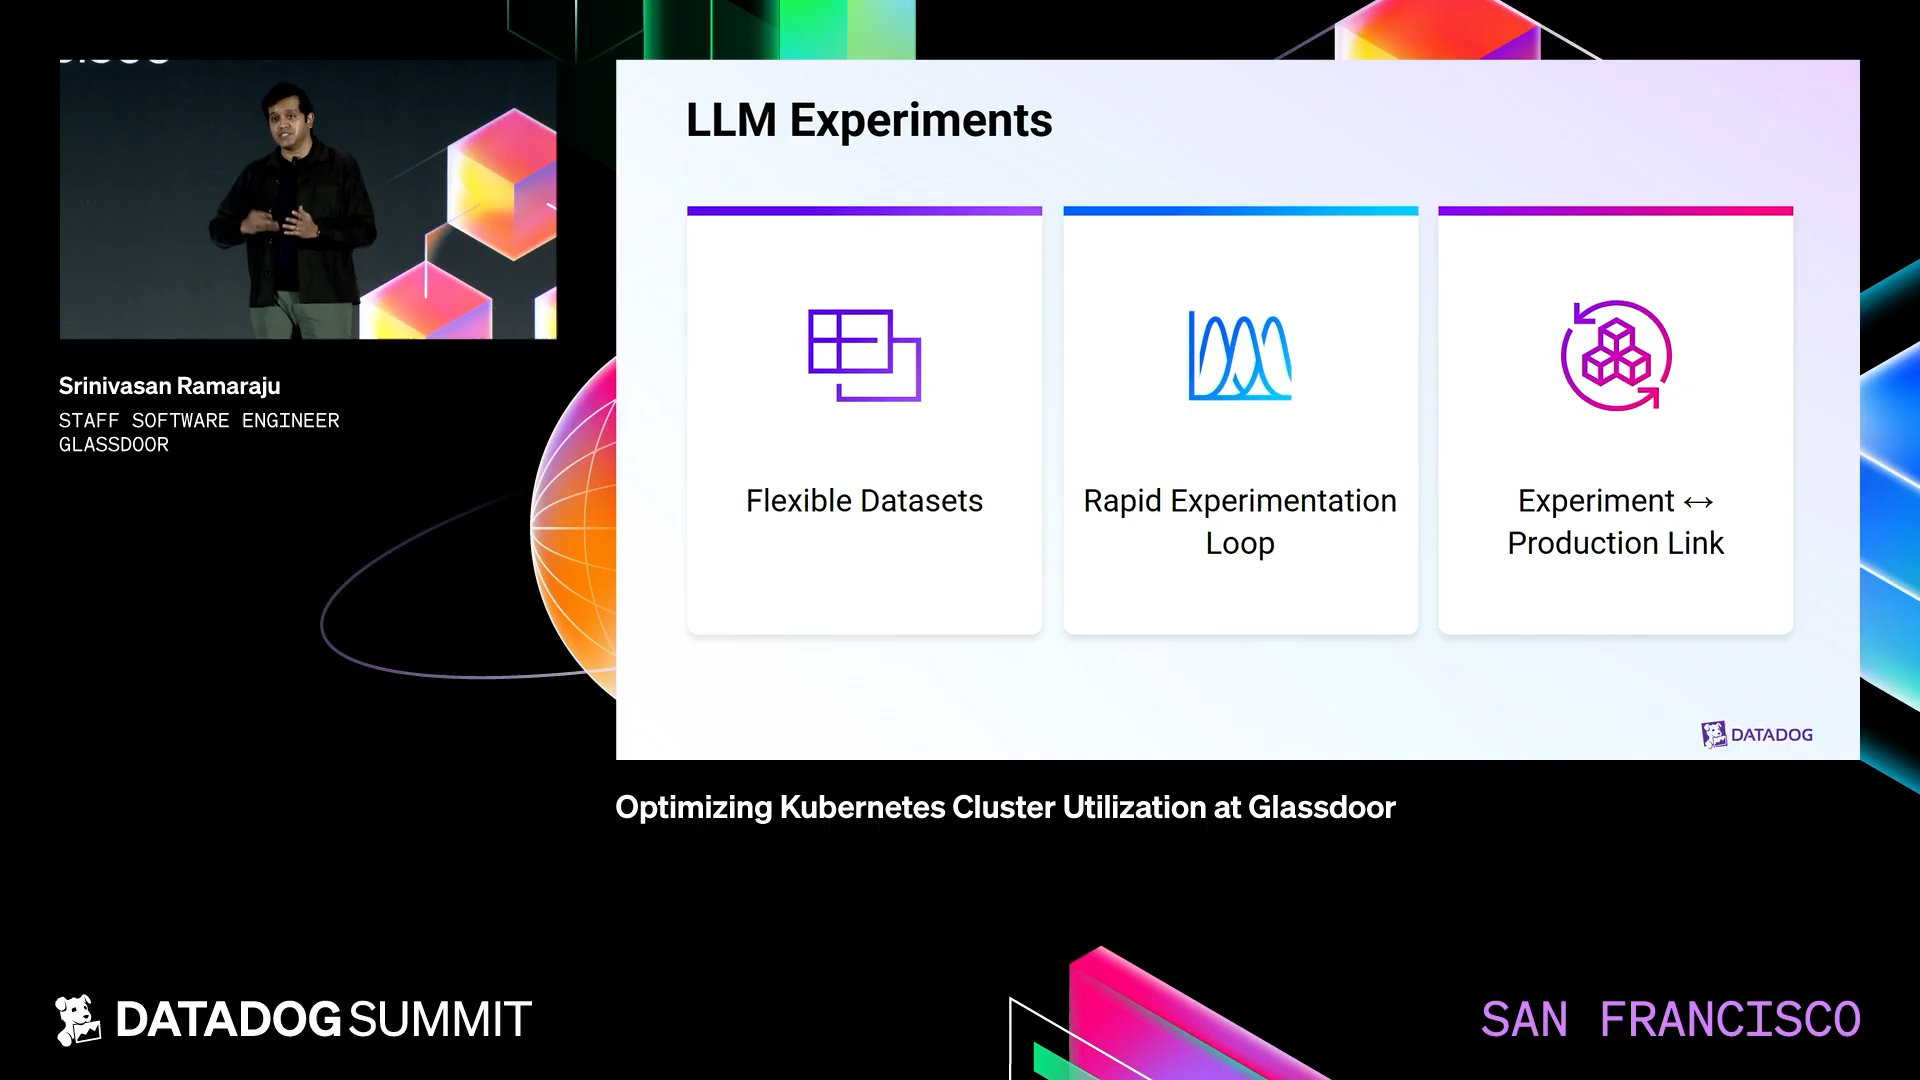 Srinivasan Ramaraju
STAFF SOFTWARE ENGINEER
GLASSDOOR
LLM Experiments
Flexible Datasets
Rapid Experimentation
Loop
Experiment ↔
Production Link
DATADOG
Optimizing Kubernetes Cluster Utilization at Glassdoor
DATADOG SUMMIT
SAN FRANCISCO